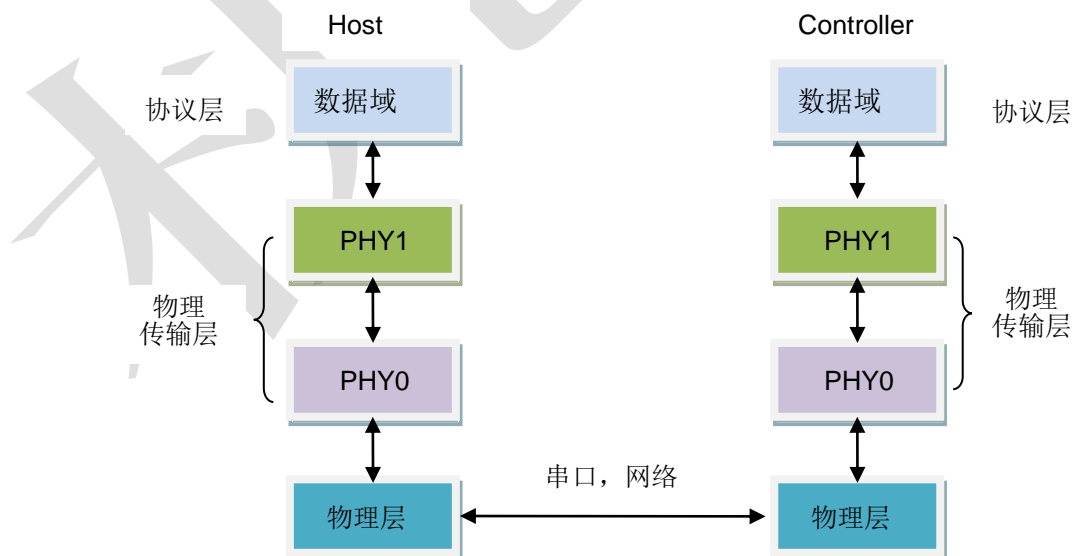 Host
Controller
协议层
数据域
数据域
协议层
PHY1
PHY1
物理
传输层
物理
传输层
PHY0
PHY0
串口，网络
物理层
物理层